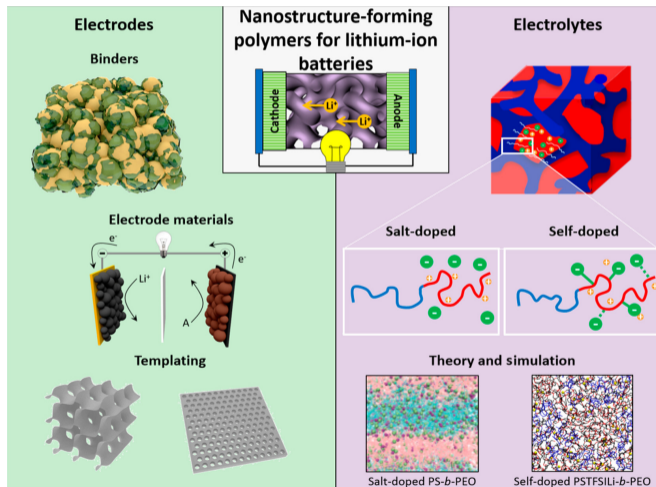 Electrodes
Nanostructure-forming
polymers for lithium-ion
batteries
Electrolytes
Binders
Cathode
Li⁺
Li⁺
Anode
Electrode materials
e⁻
e⁻
-
+
Li⁺
A
Templating
Salt-doped
Self-doped
Theory and simulation
Salt-doped PS-b-PEO
Self-doped PSTFSILi-b-PEO